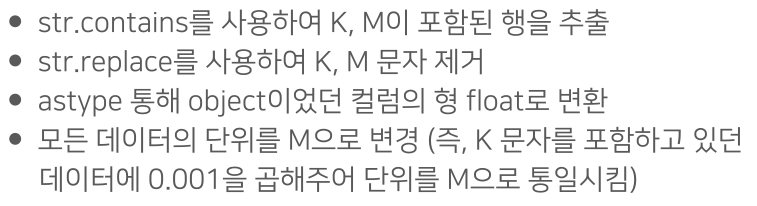 • str.contains를 사용하여 K, M이 포함된 행을 추출
• str.replace를 사용하여 K, M 문자 제거
• astype 통해 object이었던 컬럼의 형 float로 변환
• 모든 데이터의 단위를 M으로 변경 (즉, K 문자를 포함하고 있던
데이터에 0.001을 곱해주어 단위를 M으로 통일시킴)